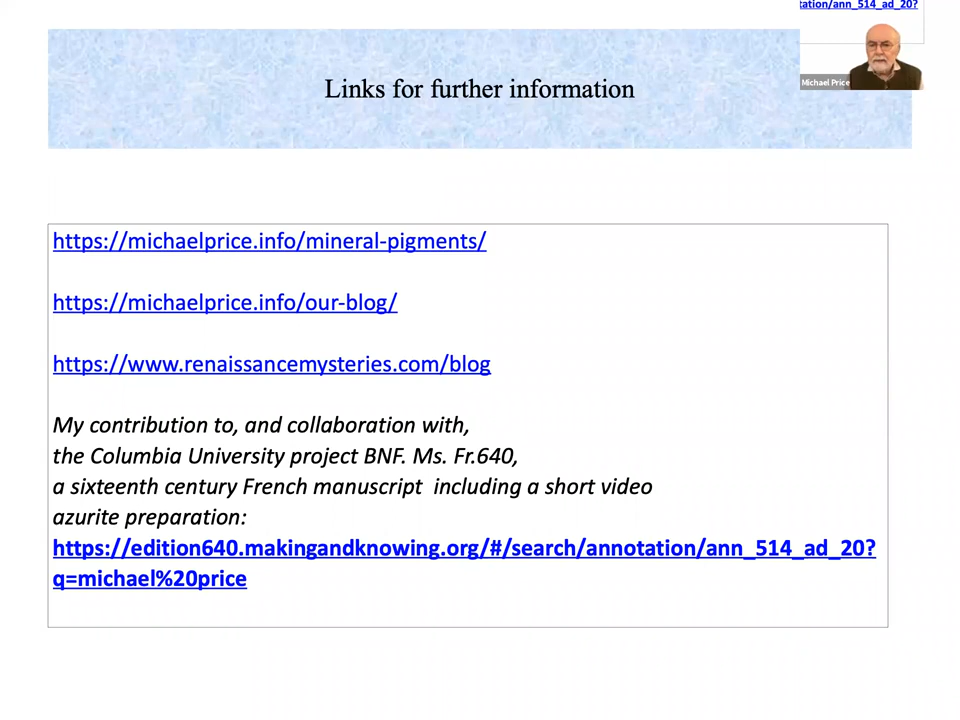 tation/ann_514_ad_20?
Links for further information
Michael Price
https://michaelprice.info/mineral-pigments/
https://michaelprice.info/our-blog/
https://www.renaissancemysteries.com/blog
My contribution to, and collaboration with,
the Columbia University project BNF. Ms. Fr.640,
a sixteenth century French manuscript including a short video
azurite preparation:
https://edition640.makingandknowing.org/#/search/annotation/ann_514_ad_20?
q=michael%20price